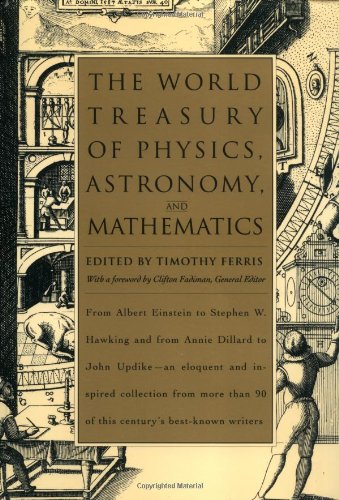 THE WORLD
TREASURY
OF PHYSICS,
ASTRONOMY,
AND
MATHEMATICS
EDITED BY TIMOTHY FERRIS
With a foreword by Clifton Fadiman, General Editor
From Albert Einstein to Stephen W.
Hawking and from Annie Dillard to
John Updike—an eloquent and in-
spired collection from more than 90
of this century's best-known writers
Copyrighted Material